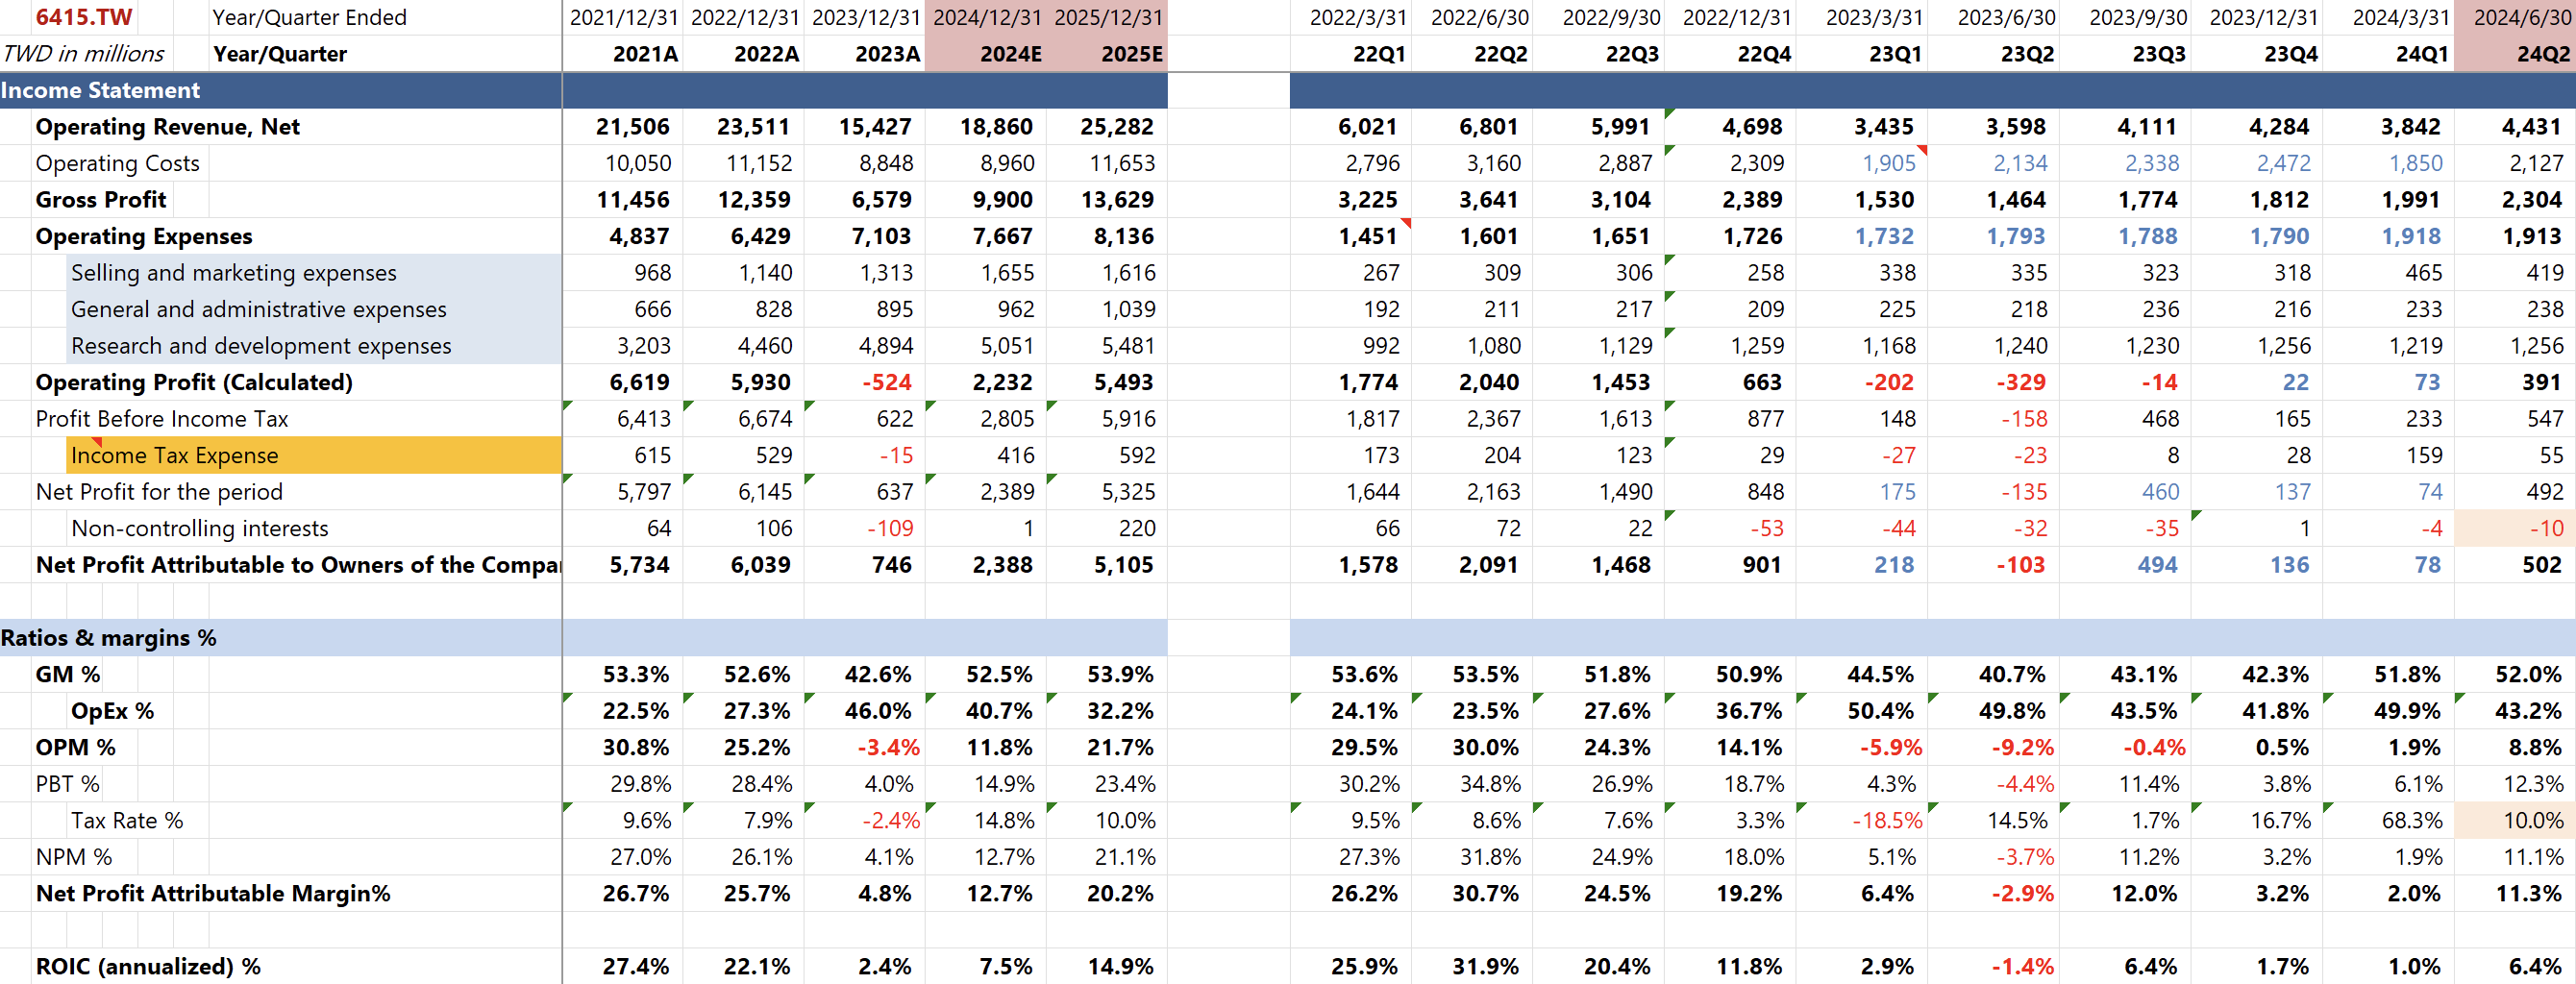 6415.TW Year/Quarter Ended 2021/12/31 2022/12/31 2023/12/31 2024/12/31 2025/12/31 2022/3/31 2022/6/30 2022/9/30 2022/12/31 2023/3/31 2023/6/30 2023/9/30 2023/12/31 2024/3/31 2024/6/30
TWD in millions Year/Quarter 2021A 2022A 2023A 2024E 2025E 22Q1 22Q2 22Q3 22Q4 23Q1 23Q2 23Q3 23Q4 24Q1 24Q2
Income Statement
Operating Revenue, Net 21,506 23,511 15,427 18,860 25,282 6,021 6,801 5,991 4,698 3,435 3,598 4,111 4,284 3,842 4,431
Operating Costs 10,050 11,152 8,848 8,960 11,653 2,796 3,160 2,887 2,309 1,905 2,134 2,338 2,472 1,850 2,127
Gross Profit 11,456 12,359 6,579 9,900 13,629 3,225 3,641 3,104 2,389 1,530 1,464 1,774 1,812 1,991 2,304
Operating Expenses 4,837 6,429 7,103 7,667 8,136 1,451 1,601 1,651 1,726 1,732 1,793 1,788 1,790 1,918 1,913
Selling and marketing expenses 968 1,140 1,313 1,655 1,616 267 309 306 258 338 335 323 318 465 419
General and administrative expenses 666 828 895 962 1,039 192 211 217 209 225 218 236 216 233 238
Research and development expenses 3,203 4,460 4,894 5,051 5,481 992 1,080 1,129 1,259 1,168 1,240 1,230 1,256 1,219 1,256
Operating Profit (Calculated) 6,619 5,930 -524 2,232 5,493 1,774 2,040 1,453 663 -202 -329 -14 22 73 391
Profit Before Income Tax 6,413 6,674 622 2,805 5,916 1,817 2,367 1,613 877 148 -158 468 165 233 547
Income Tax Expense 615 529 -15 416 592 173 204 123 29 -27 -23 8 28 159 55
Net Profit for the period 5,797 6,145 637 2,389 5,325 1,644 2,163 1,490 848 175 -135 460 137 74 492
Non-controlling interests 64 106 -109 1 220 66 72 22 -53 -44 -32 -35 1 -4 -10
Net Profit Attributable to Owners of the Compa 5,734 6,039 746 2,388 5,105 1,578 2,091 1,468 901 218 -103 494 136 78 502
Ratios & margins %
GM % 53.3% 52.6% 42.6% 52.5% 53.9% 53.6% 53.5% 51.8% 50.9% 44.5% 40.7% 43.1% 42.3% 51.8% 52.0%
OpEx % 22.5% 27.3% 46.0% 40.7% 32.2% 24.1% 23.5% 27.6% 36.7% 50.4% 49.8% 43.5% 41.8% 49.9% 43.2%
OPM % 30.8% 25.2% -3.4% 11.8% 21.7% 29.5% 30.0% 24.3% 14.1% -5.9% -9.2% -0.4% 0.5% 1.9% 8.8%
PBT % 29.8% 28.4% 4.0% 14.9% 23.4% 30.2% 34.8% 26.9% 18.7% 4.3% -4.4% 11.4% 3.8% 6.1% 12.3%
Tax Rate % 9.6% 7.9% -2.4% 14.8% 10.0% 9.5% 8.6% 7.6% 3.3% -18.5% 14.5% 1.7% 16.7% 68.3% 10.0%
NPM % 27.0% 26.1% 4.1% 12.7% 21.1% 27.3% 31.8% 24.9% 18.0% 5.1% -3.7% 11.2% 3.2% 1.9% 11.1%
Net Profit Attributable Margin% 26.7% 25.7% 4.8% 12.7% 20.2% 26.2% 30.7% 24.5% 19.2% 6.4% -2.9% 12.0% 3.2% 2.0% 11.3%
ROIC (annualized) % 27.4% 22.1% 2.4% 7.5% 14.9% 25.9% 31.9% 20.4% 11.8% 2.9% -1.4% 6.4% 1.7% 1.0% 6.4%